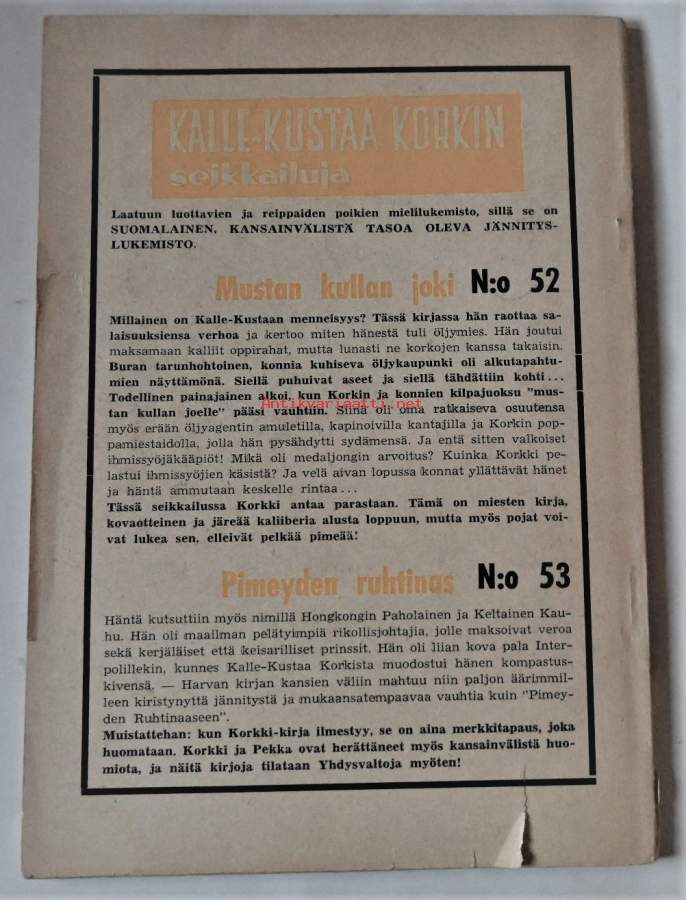 KALLE-KUSTAA KORKIN
seikkailuja
Laatuun luottavien ja reippaiden poikien mielilukemisto, sillä se on
SUOMALAINEN, KANSAINVÄLISTÄ TASOA OLEVA JÄNNITYS-
LUKEMISTO.
Mustan kullan joki N:o 52
Millainen on Kalle-Kustaan menneisyys? Tässä kirjassa hän raottaa sa-
laisuuksiensa verhoa ja kertoo miten hänestä tuli öljymies. Hän joutui
maksamaan kalliit oppirahat, mutta lunasti ne korkojen kanssa takaisin.
Buran tarunhohtoinen, konnia kuhiseva öljykaupunki oli alkutapahtu-
mien näyttämönä. Siellä puhuivat aseet ja siellä tähdättiin kohti...
Todellinen painajainen alkoi, kun Korkin ja konnien kilpajuoksu "mus-
Antikvariaatti.net
tan kullan joelle" pääsi vauhtiin. Siinä oli oma ratkaiseva osuutensa
myös erään öljyagentin amuletilla, kapinoivilla kantajilla ja Korkin pop-
pamiestaidolla, jolla hän pysähdytti sydämensä. Ja entä sitten valkoiset
ihmissyöjäkääpiöt! Mikä oli medaljongin arvoitus? Kuinka Korkki pe-
lastui ihmissyöjien käsistä? Ja velä aivan lopussa konnat yllättävät hänet
ja häntä ammutaan keskelle rintaa...
Tässä seikkailussa Korkki antaa parastaan. Tämä on miesten kirja,
kovaotteinen ja järeää kaliiberia alusta loppuun, mutta myös pojat voi-
vat lukea sen, elleivät pelkää pimeää!
Pimeyden ruhtinas N:o 53
Häntä kutsuttiin myös nimillä Hongkongin Paholainen ja Keltainen Kau-
hu. Hän oli maailman pelätyimpiä rikollisjohtajia, jolle maksoivat veroa
sekä kerjäläiset että keisarilliset prinssit. Hän oli liian kova pala Inter-
polillekin, kunnes Kalle-Kustaa Korkista muodostui hänen kompastus-
kivensä. — Harvan kirjan kansien väliin mahtuu niin paljon äärimmil-
leen kiristynyttä jännitystä ja mukaansatempaavaa vauhtia kuin "Pimey-
den Ruhtinaaseen".
Muistattehan: kun Korkki-kirja ilmestyy, se on aina merkkitapaus, joka
huomataan. Korkki ja Pekka ovat herättäneet myös kansainvälistä huo-
miota, ja näitä kirjoja tilataan Yhdysvaltoja myöten!